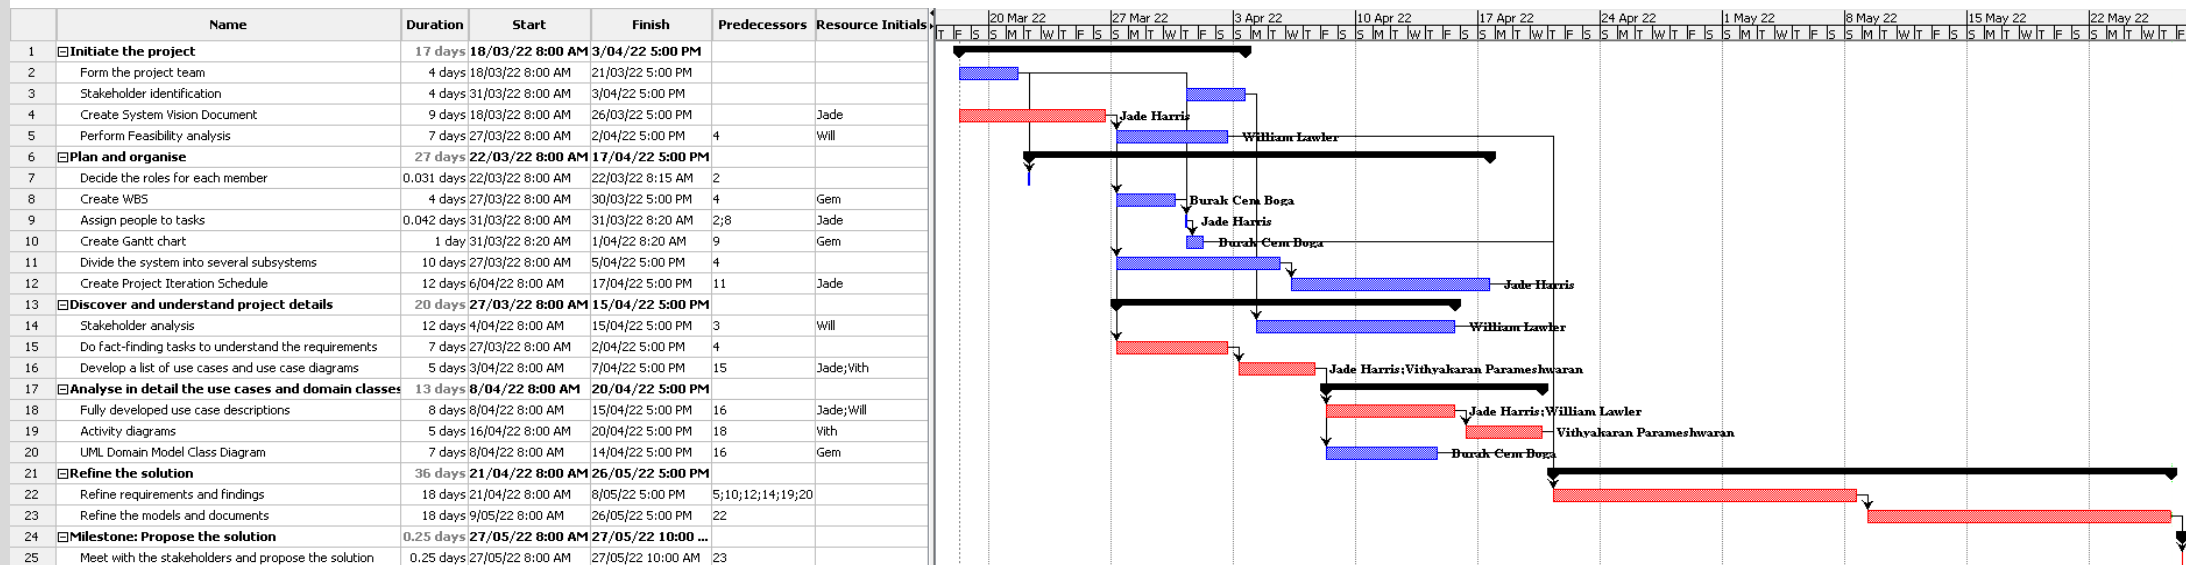 Name Duration Start Finish Predecessors Resource Initials
20 Mar 22 27 Mar 22 3 Apr 22 10 Apr 22 17 Apr 22 24 Apr 22 1 May 22 8 May 22 15 May 22 22 May 22
T F S S M T W T F S S M T W T F S S M T W T F S S M T W T F S S M T W T F S S M T W T F S S M T W T F S S M T W T F S S M T W T F S S M T W T F
1 Initiate the project 17 days 18/03/22 8:00 AM 3/04/22 5:00 PM
2 Form the project team 4 days 18/03/22 8:00 AM 21/03/22 5:00 PM
3 Stakeholder identification 4 days 31/03/22 8:00 AM 3/04/22 5:00 PM
4 Create System Vision Document 9 days 18/03/22 8:00 AM 26/03/22 5:00 PM Jade Jade Harris
5 Perform Feasibility analysis 7 days 27/03/22 8:00 AM 2/04/22 5:00 PM 4 Will William Lawler
6 Plan and organise 27 days 22/03/22 8:00 AM 17/04/22 5:00 PM
7 Decide the roles for each member 0.031 days 22/03/22 8:00 AM 22/03/22 8:15 AM 2
8 Create WBS 4 days 27/03/22 8:00 AM 30/03/22 5:00 PM 4 Gem Burak Cem Boga
9 Assign people to tasks 0.042 days 31/03/22 8:00 AM 31/03/22 8:20 AM 2;8 Jade Jade Harris
10 Create Gantt chart 1 day 31/03/22 8:20 AM 1/04/22 8:20 AM 9 Gem Burak Cem Boga
11 Divide the system into several subsystems 10 days 27/03/22 8:00 AM 5/04/22 5:00 PM 4
12 Create Project Iteration Schedule 12 days 6/04/22 8:00 AM 17/04/22 5:00 PM 11 Jade Jade Harris
13 Discover and understand project details 20 days 27/03/22 8:00 AM 15/04/22 5:00 PM
14 Stakeholder analysis 12 days 4/04/22 8:00 AM 15/04/22 5:00 PM 3 Will William Lawler
15 Do fact-finding tasks to understand the requirements 7 days 27/03/22 8:00 AM 2/04/22 5:00 PM 4
16 Develop a list of use cases and use case diagrams 5 days 3/04/22 8:00 AM 7/04/22 5:00 PM 15 Jade;Vith Jade Harris;Vithyakaran Parameshwaran
17 Analyse in detail the use cases and domain classes 13 days 8/04/22 8:00 AM 20/04/22 5:00 PM
18 Fully developed use case descriptions 8 days 8/04/22 8:00 AM 15/04/22 5:00 PM 16 Jade;Will Jade Harris;William Lawler
19 Activity diagrams 5 days 16/04/22 8:00 AM 20/04/22 5:00 PM 18 Vith Vithyakaran Parameshwaran
20 UML Domain Model Class Diagram 7 days 8/04/22 8:00 AM 14/04/22 5:00 PM 16 Gem Burak Cem Boga
21 Refine the solution 36 days 21/04/22 8:00 AM 26/05/22 5:00 PM
22 Refine requirements and findings 18 days 21/04/22 8:00 AM 8/05/22 5:00 PM 5;10;12;14;19;20
23 Refine the models and documents 18 days 9/05/22 8:00 AM 26/05/22 5:00 PM 22
24 Milestone: Propose the solution 0.25 days 27/05/22 8:00 AM 27/05/22 10:00 ...
25 Meet with the stakeholders and propose the solution 0.25 days 27/05/22 8:00 AM 27/05/22 10:00 AM 23